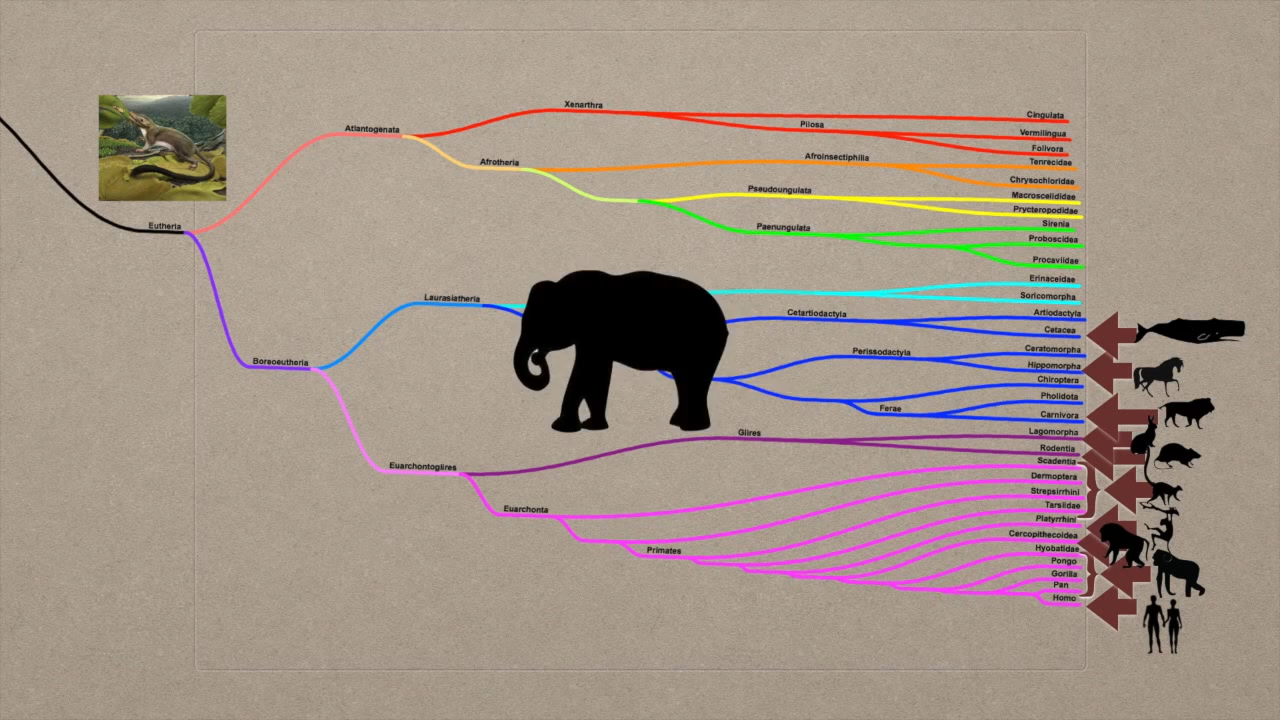 Xenarthra
Cingulata
Pilosa
Atlantogenata
Vermilingua
Folivora
Afroinsectiphilia
Afrotheria
Tenrecidae
Chrysochloridae
Pseudoungulata
Macroscelididae
Prycteropodidae
Eutheria
Paenungulata
Sirenia
Proboscidea
Procaviidae
Erinaceidae
Laurasiatheria
Soricomorpha
Cetartiodactyla
Artiodactyla
Cetacea
Perissodactyla
Ceratomorpha
Boreoeutheria
Hippomorpha
Chiroptera
Pholidota
Ferae
Carnivora
Glires
Lagomorpha
Rodentia
Euarchontoglires
Scadentia
Dermoptera
Strepsirrhini
Euarchonta
Tarsiidae
Platyrrhini
Cercopithecoidea
Primates
Hyobatidae
Pongo
Gorilla
Pan
Homo